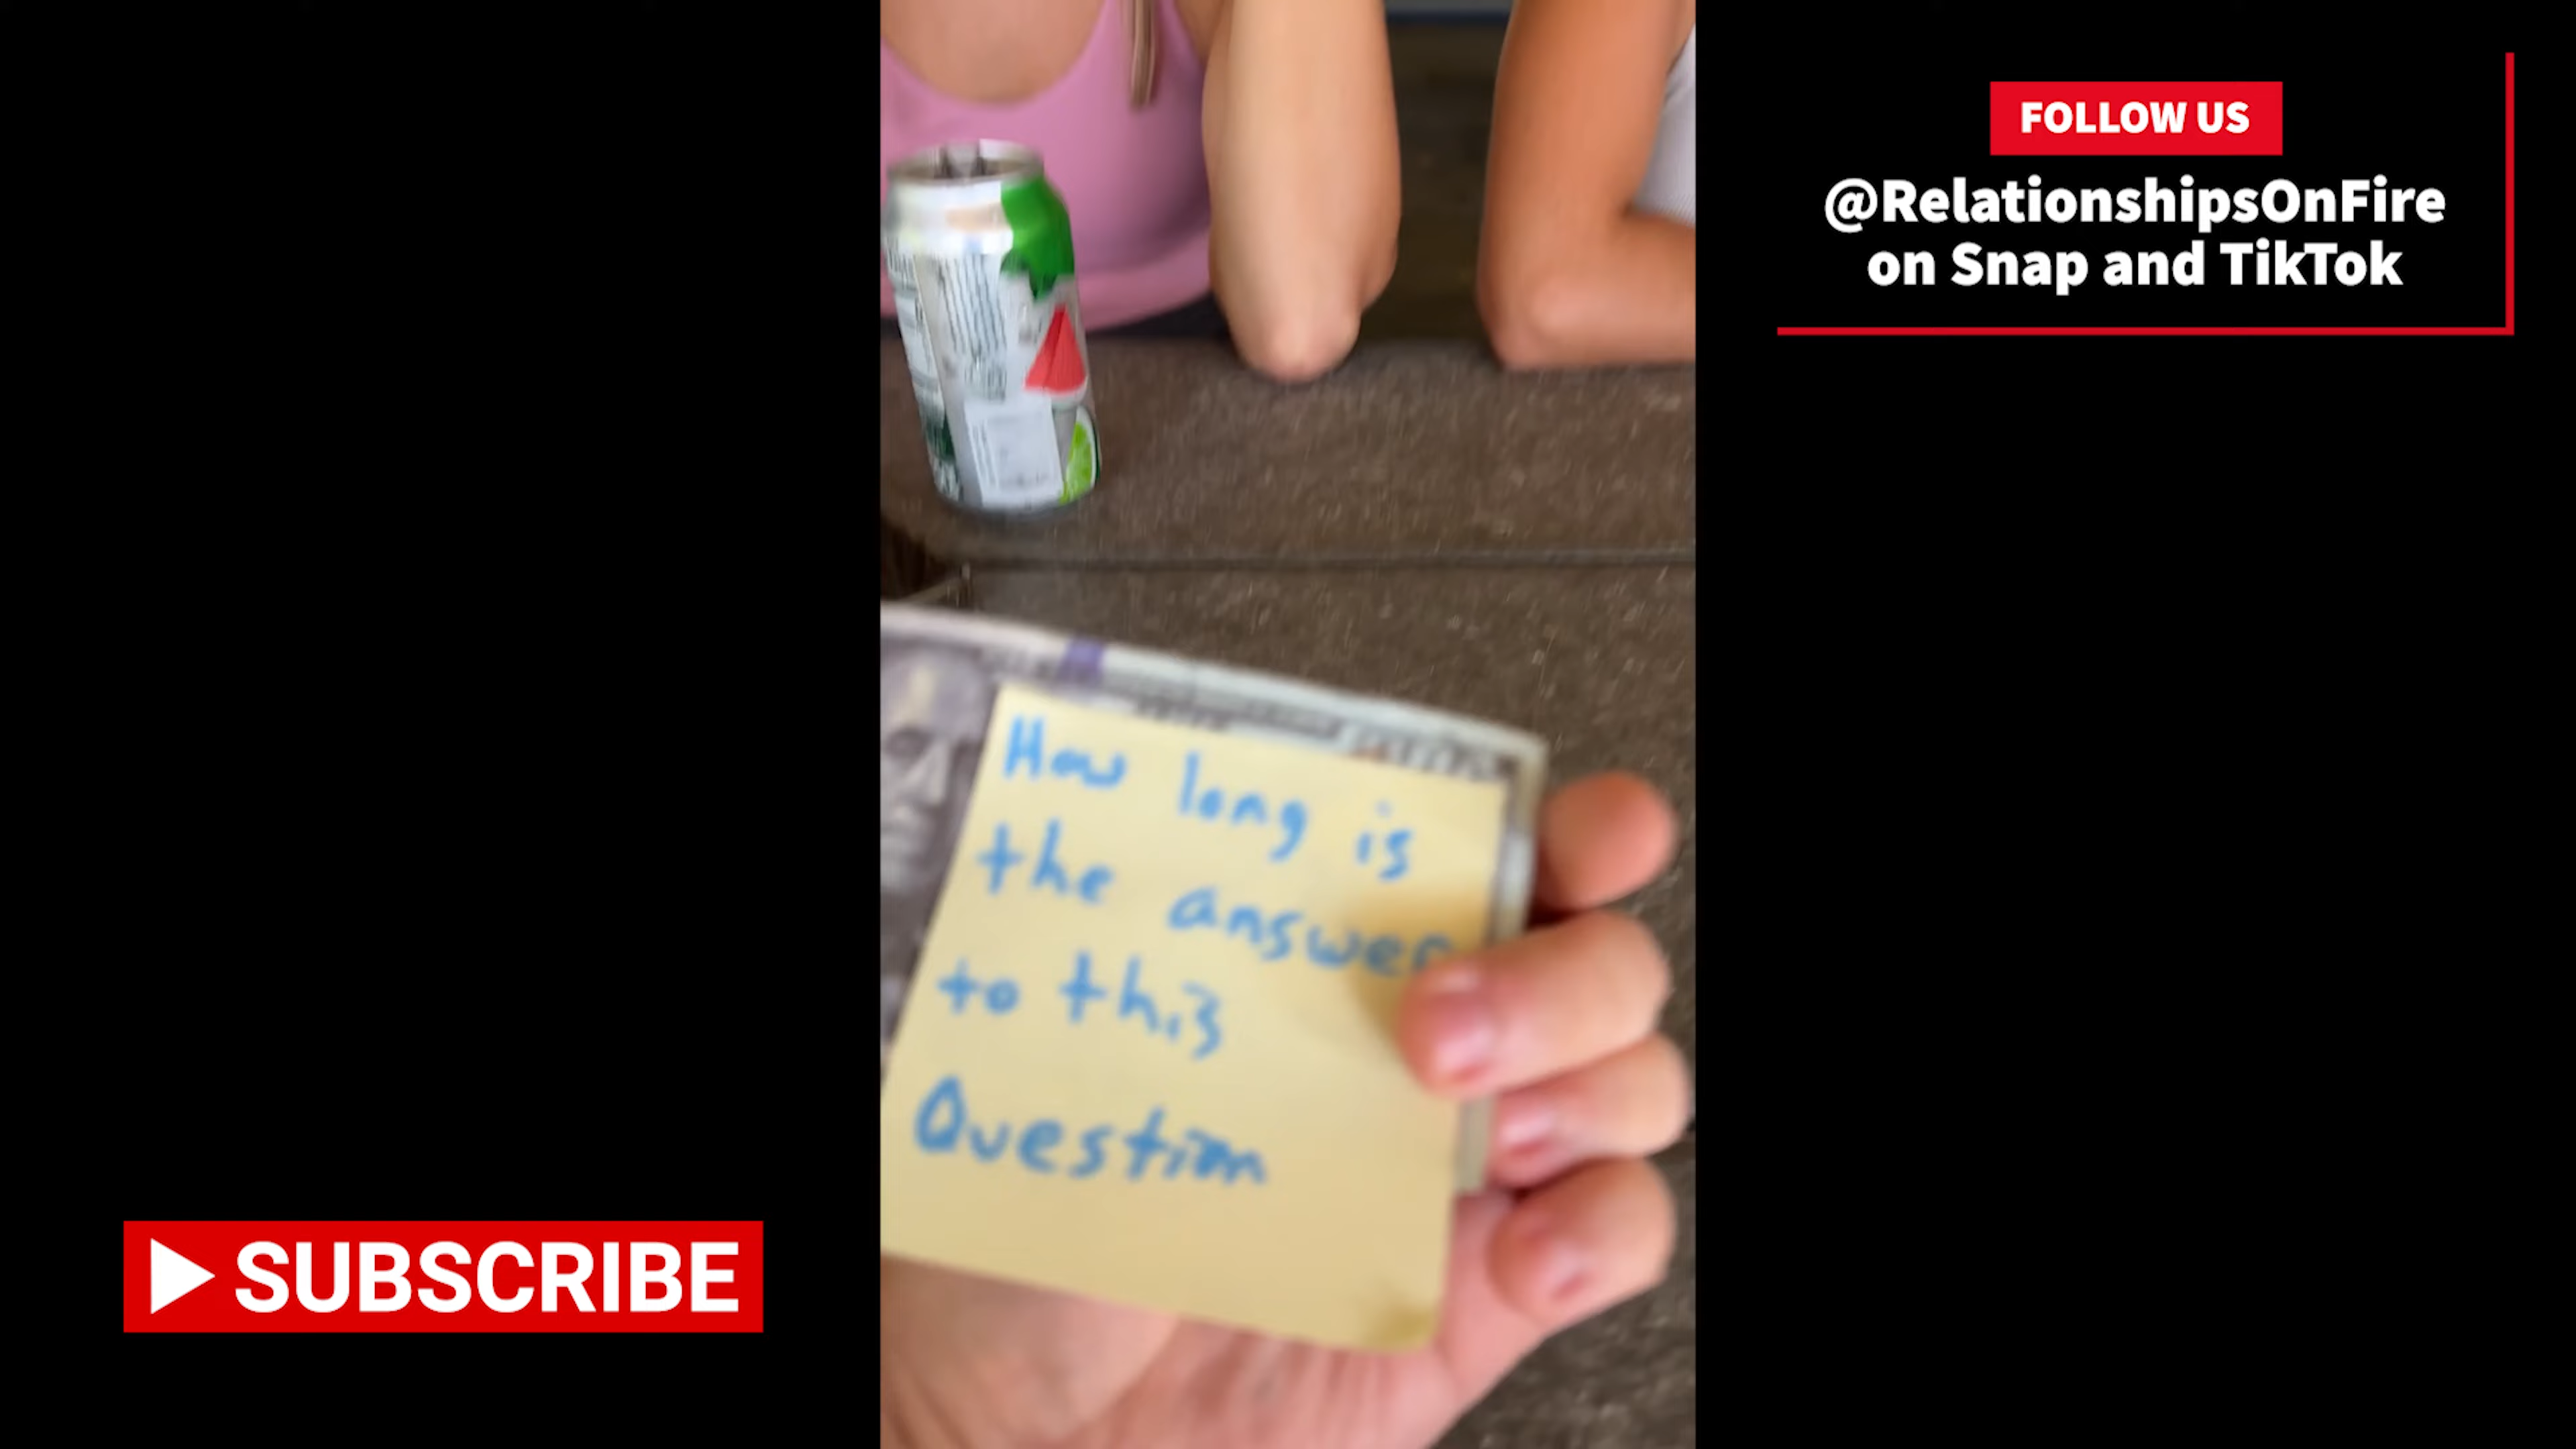 FOLLOW US
@RelationshipsOnFire
on Snap and TikTok
How long is
the answer
to this
Question
SUBSCRIBE